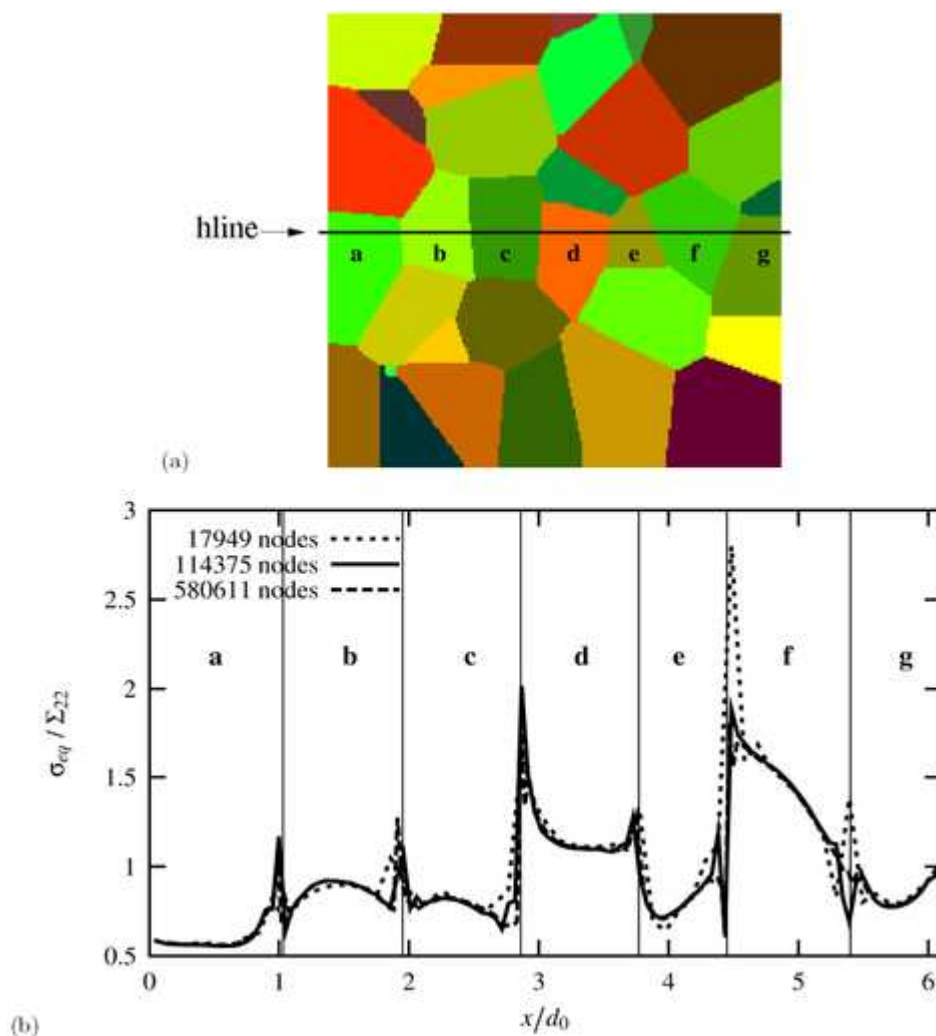 hline
a b c d e f g
(a)
3
17949 nodes
114375 nodes
2.5
580611 nodes
a b c d e f g
2
σeq / Σ22
1.5
1
0.5
0 1 2 3 4 5 6
x/d0
(b)